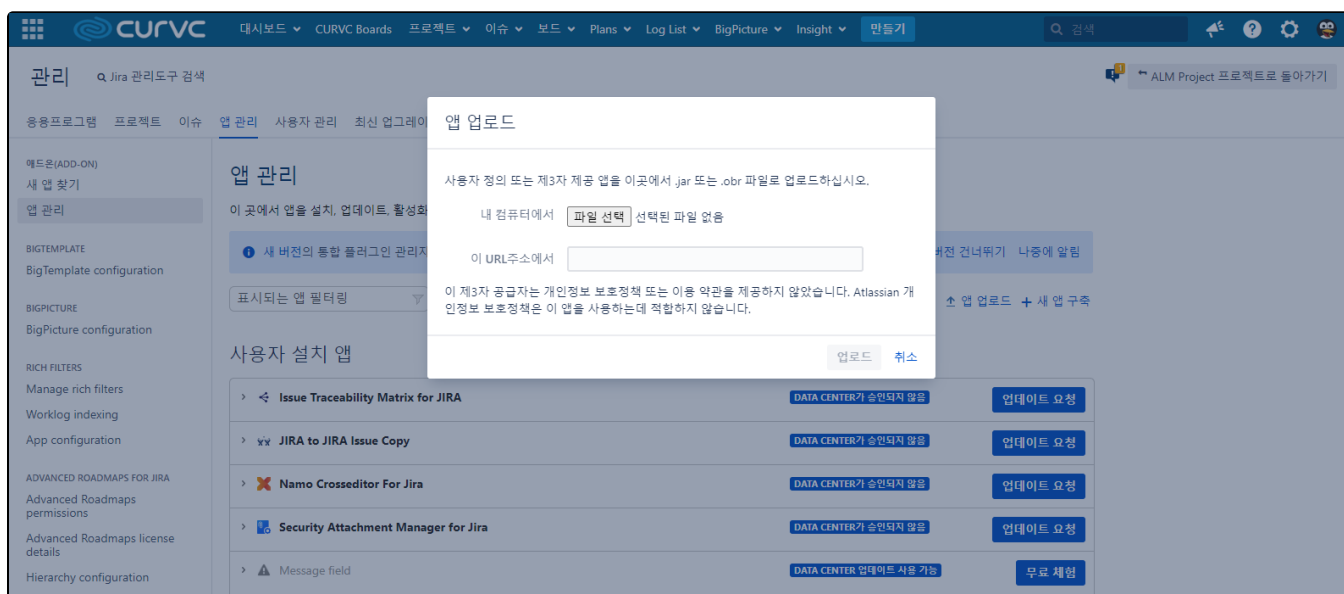 CURVC 대시보드 CURVC Boards 프로젝트 이슈 보드 Plans Log List BigPicture Insight 만들기 검색
관리 Jira 관리도구 검색
ALM Project 프로젝트로 돌아가기
응용프로그램 프로젝트 이슈 앱 관리 사용자 관리 최신 업그레이
애드온(ADD-ON)
새 앱 찾기
앱 관리
BIGTEMPLATE
BigTemplate configuration
BIGPICTURE
BigPicture configuration
RICH FILTERS
Manage rich filters
Worklog indexing
App configuration
ADVANCED ROADMAPS FOR JIRA
Advanced Roadmaps
permissions
Advanced Roadmaps license
details
Hierarchy configuration
앱 관리
이 곳에서 앱을 설치, 업데이트, 활성화
새 버전의 통합 플러그인 관리자
버전 건너뛰기 나중에 알림
표시되는 앱 필터링
앱 업로드 + 새 앱 구축
앱 업로드
사용자 정의 또는 제3자 제공 앱을 이곳에서 .jar 또는 .obr 파일로 업로드하십시오.
내 컴퓨터에서 파일 선택 선택된 파일 없음
이 URL주소에서
이 제3자 공급자는 개인정보 보호정책 또는 이용 약관을 제공하지 않았습니다. Atlassian 개
인정보 보호정책은 이 앱을 사용하는데 적합하지 않습니다.
업로드 취소
사용자 설치 앱
Issue Traceability Matrix for JIRA DATA CENTER가 승인되지 않음 업데이트 요청
JIRA to JIRA Issue Copy DATA CENTER가 승인되지 않음 업데이트 요청
Namo Crosseditor For Jira DATA CENTER가 승인되지 않음 업데이트 요청
Security Attachment Manager for Jira DATA CENTER가 승인되지 않음 업데이트 요청
Message field DATA CENTER 업데이트 사용 가능 무료 체험